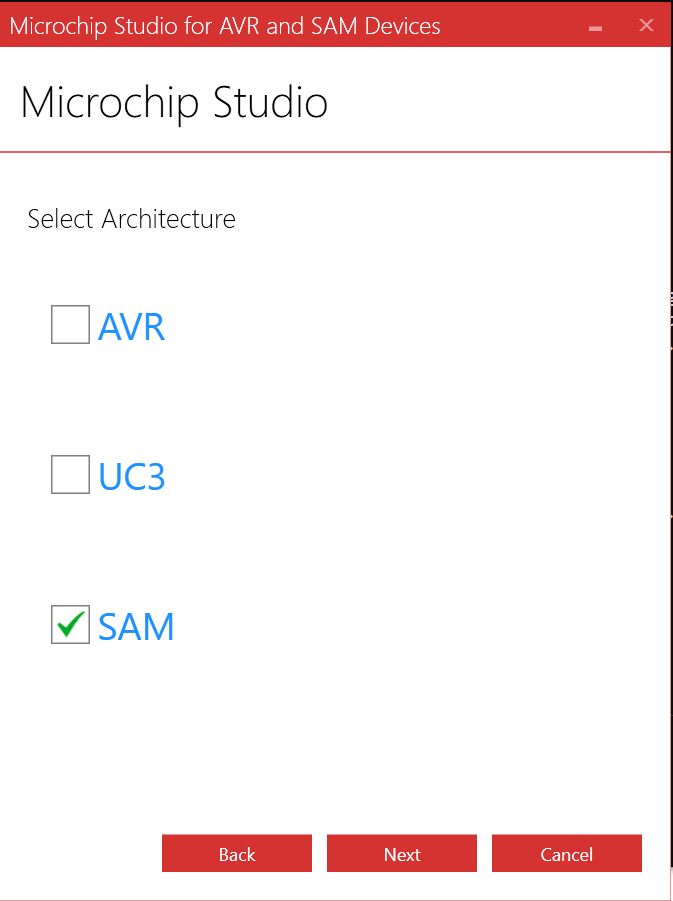 Microchip Studio for AVR and SAM Devices
Microchip Studio
Select Architecture
AVR
UC3
SAM
Back Next Cancel